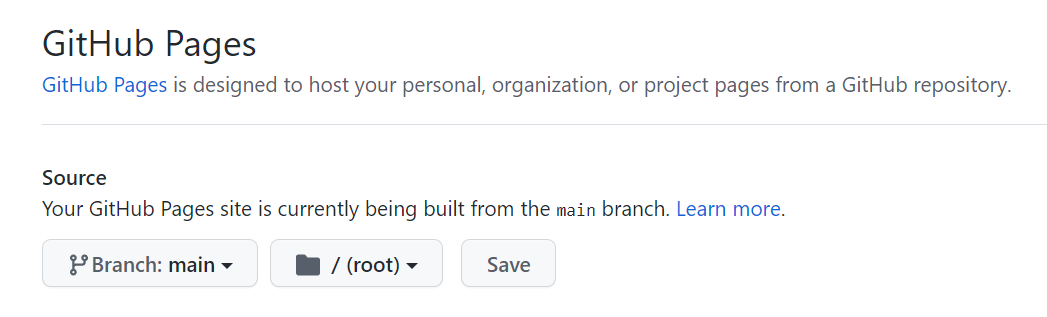 GitHub Pages
GitHub Pages is designed to host your personal, organization, or project pages from a GitHub repository.
Source
Your GitHub Pages site is currently being built from the main branch. Learn more.
Branch: main / (root) Save